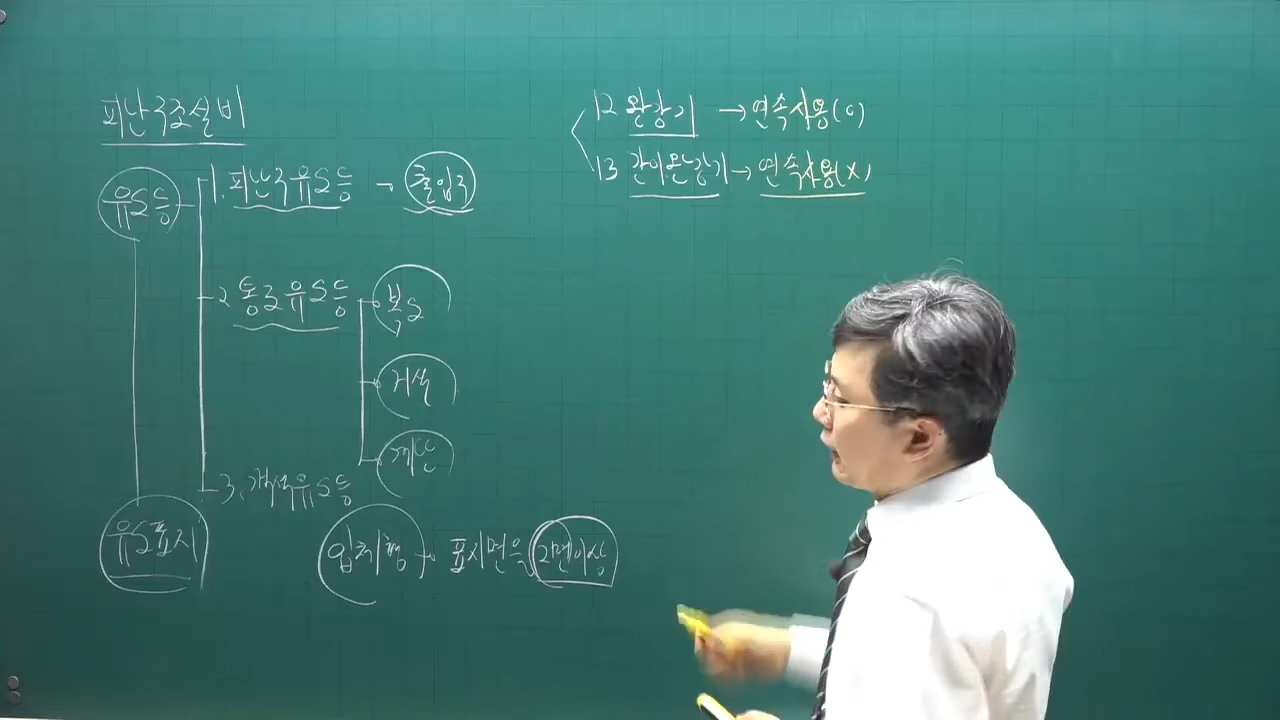 피난구조설비
유도등
1. 피난구유도등 → 출입구
2 통로유도등
복도
거실
계단
3. 객석유도등
유도표지
입체형 → 표지면을 2면이상
12 완강기 → 연속사용(O)
13 간이완강기 → 연속사용(X)